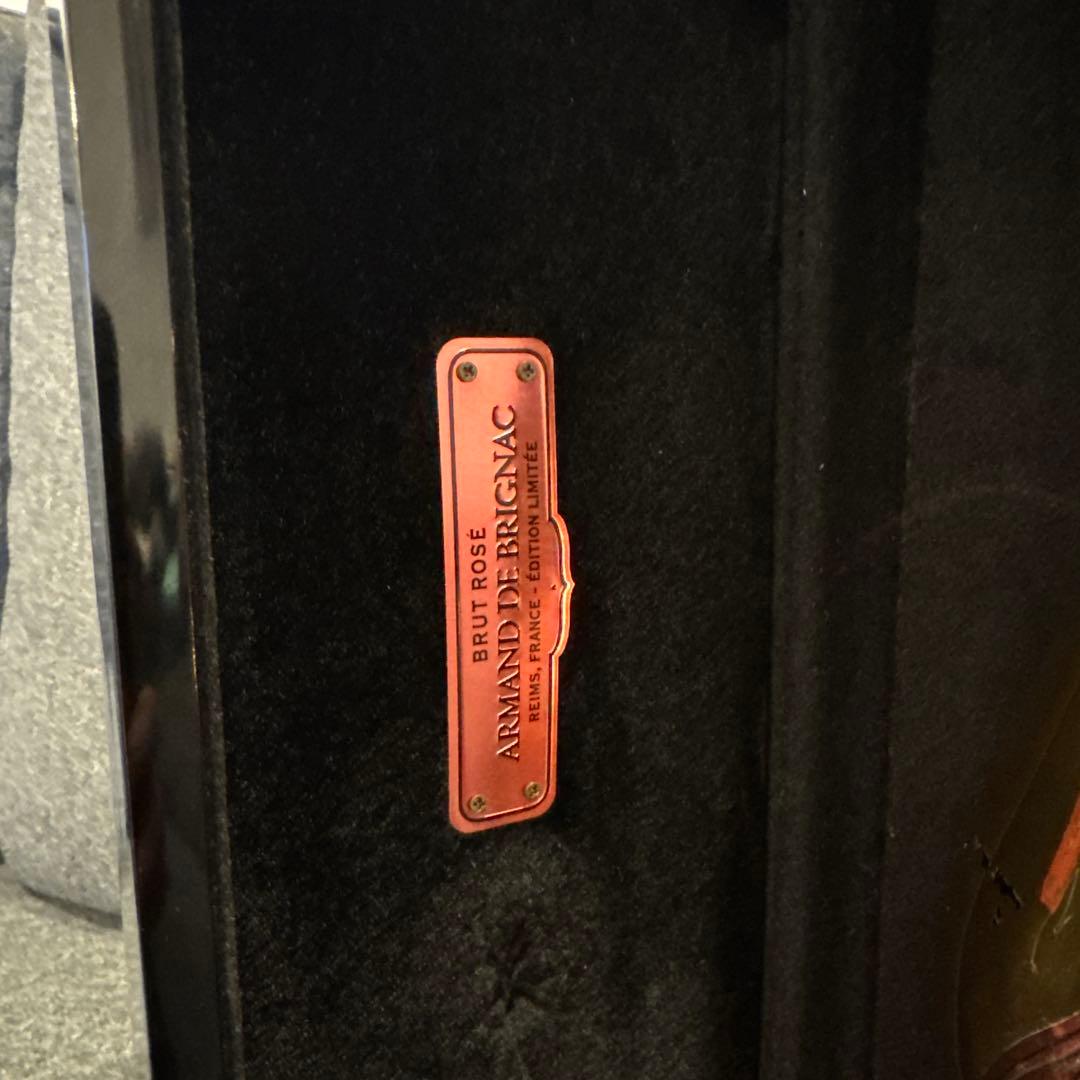 BRUT ROSÉ
ARMAND DE BRIGNAC
REIMS, FRANCE - ÉDITION LIMITÉE